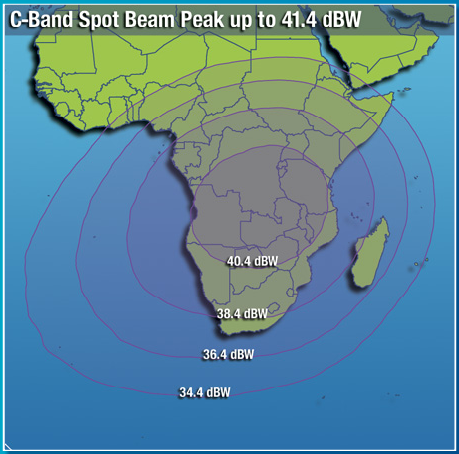 C-Band Spot Beam Peak up to 41.4 dBW
40.4 dBW
38.4 dBW
36.4 dBW
34.4 dBW